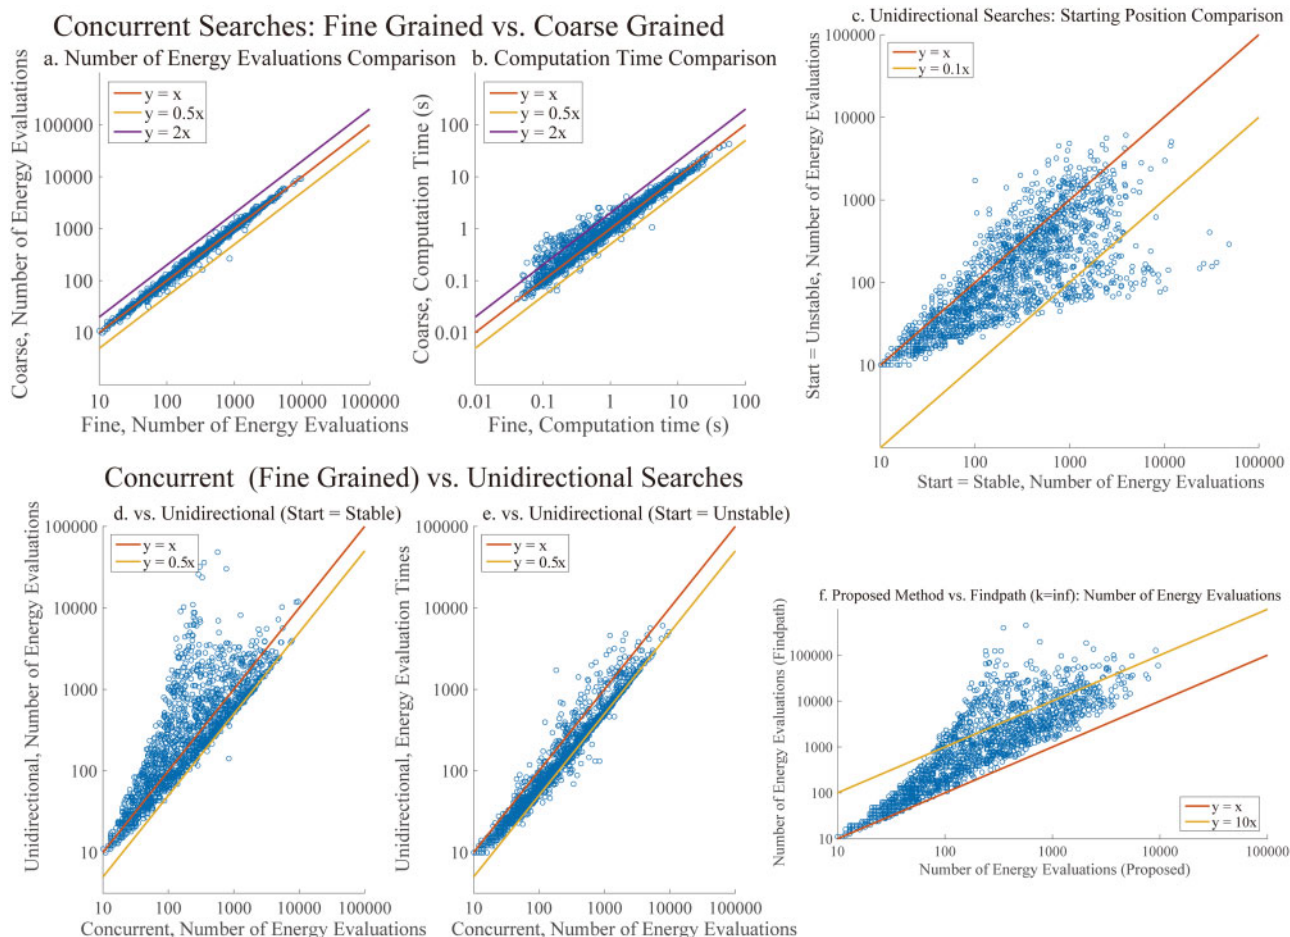 Concurrent Searches: Fine Grained vs. Coarse Grained
a. Number of Energy Evaluations Comparison
Coarse, Number of Energy Evaluations
y = x
y = 0.5x
y = 2x
100000
10000
1000
100
10
10 100 1000 10000 100000
Fine, Number of Energy Evaluations
b. Computation Time Comparison
Coarse, Computation Time (s)
y = x
y = 0.5x
y = 2x
100
10
1
0.1
0.01
0.01 0.1 1 10 100
Fine, Computation time (s)
c. Unidirectional Searches: Starting Position Comparison
Start = Unstable, Number of Energy Evaluations
y = x
y = 0.1x
100000
10000
1000
100
10
10 100 1000 10000 100000
Start = Stable, Number of Energy Evaluations
Concurrent (Fine Grained) vs. Unidirectional Searches
d. vs. Unidirectional (Start = Stable)
Unidirectional, Number of Energy Evaluations
y = x
y = 0.5x
100000
10000
1000
100
10
10 100 1000 10000 100000
Concurrent, Number of Energy Evaluations
e. vs. Unidirectional (Start = Unstable)
Unidirectional, Energy Evaluation Times
y = x
y = 0.5x
100000
10000
1000
100
10
10 100 1000 10000 100000
Concurrent, Number of Energy Evaluations
f. Proposed Method vs. Findpath (k=inf): Number of Energy Evaluations
Number of Energy Evaluations (Findpath)
100000
10000
1000
100
10
y = x
y = 10x
10 100 1000 10000 100000
Number of Energy Evaluations (Proposed)